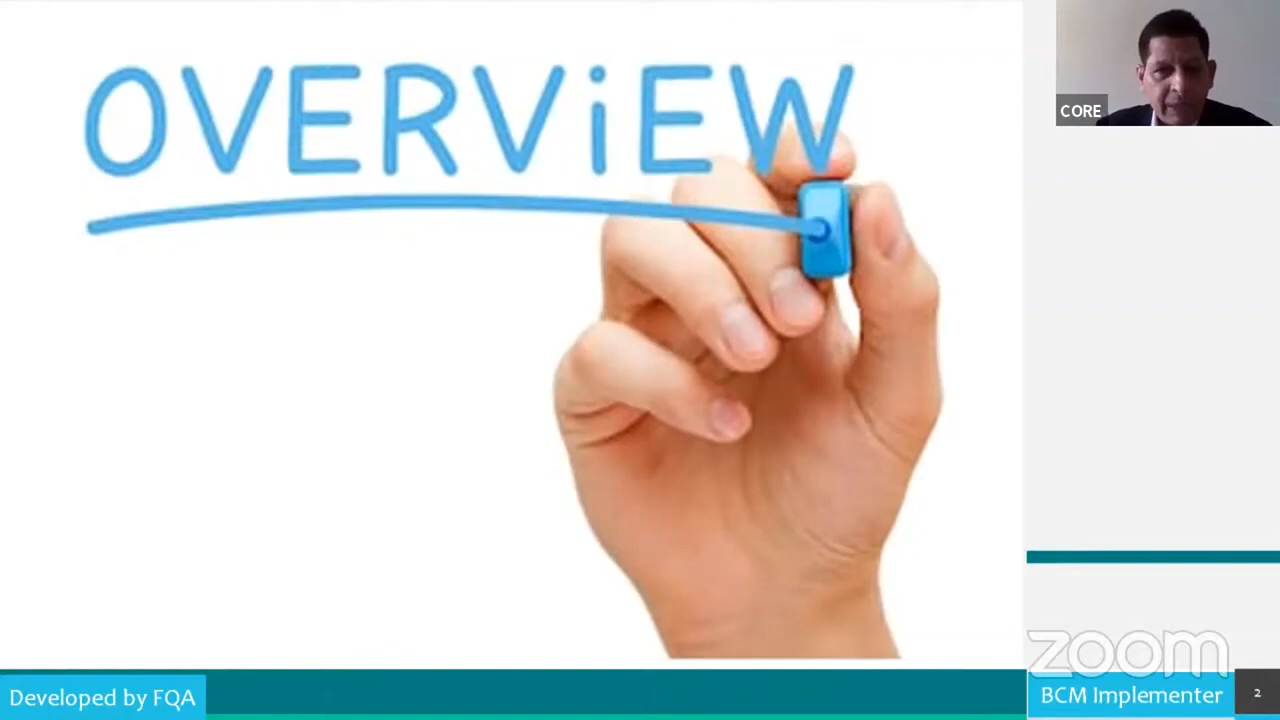 OVERViEW
CORE
zoom
Developed by FQA
BCM Implementer
2